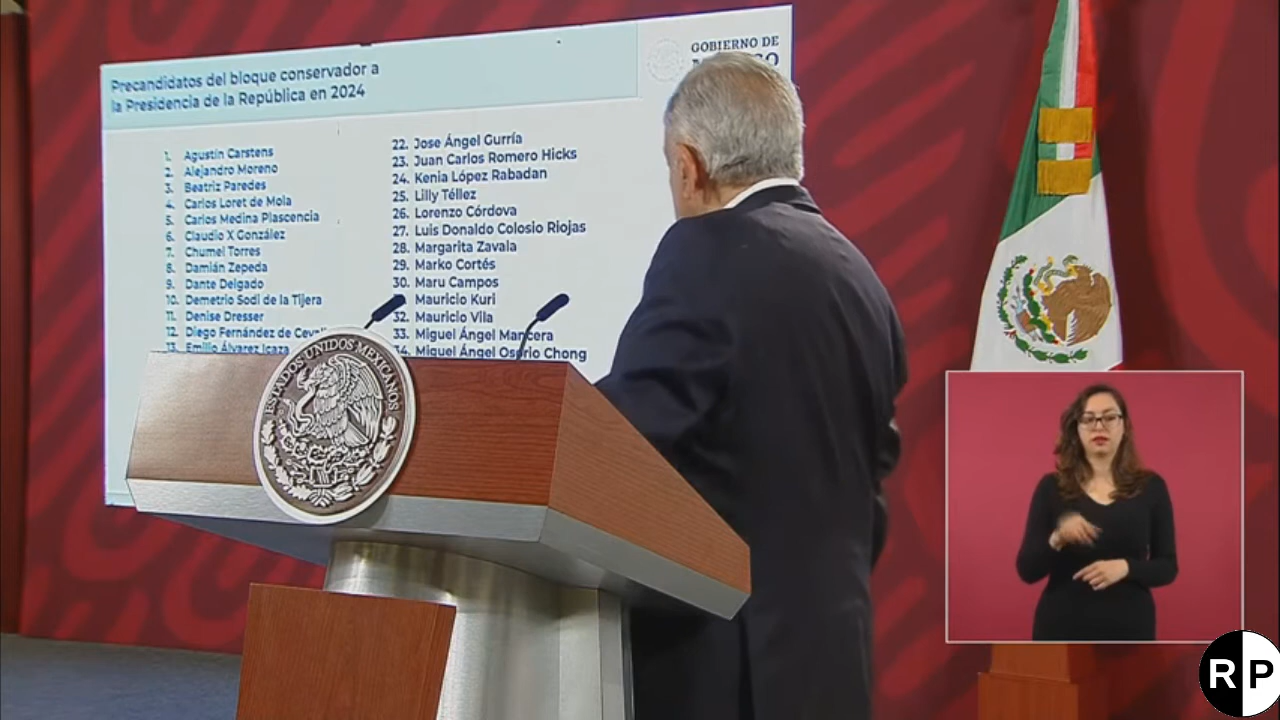 Precandidatos del bloque conservador a
la Presidencia de la República en 2024
GOBIERNO DE
1. Agustín Carstens
2. Alejandro Moreno
3. Beatriz Paredes
4. Carlos Loret de Mola
5. Carlos Medina Plascencia
6. Claudio X González
7. Chumel Torres
8. Damián Zepeda
9. Dante Delgado
10. Demetrio Sodi de la Tijera
11. Denise Dresser
12. Diego Fernández de
13. Emilio Álvarez Icaza
22. Jose Ángel Gurría
23. Juan Carlos Romero Hicks
24. Kenia López Rabadan
25. Lilly Téllez
26. Lorenzo Córdova
27. Luis Donaldo Colosio Riojas
28. Margarita Zavala
29. Marko Cortés
30. Maru Campos
Mauricio Kuri
32. Mauricio Vila
33. Miguel Ángel Mancera
34. Miguel Ángel Osorio Chong
ESTADOS UNIDOS MEXICANOS
RP